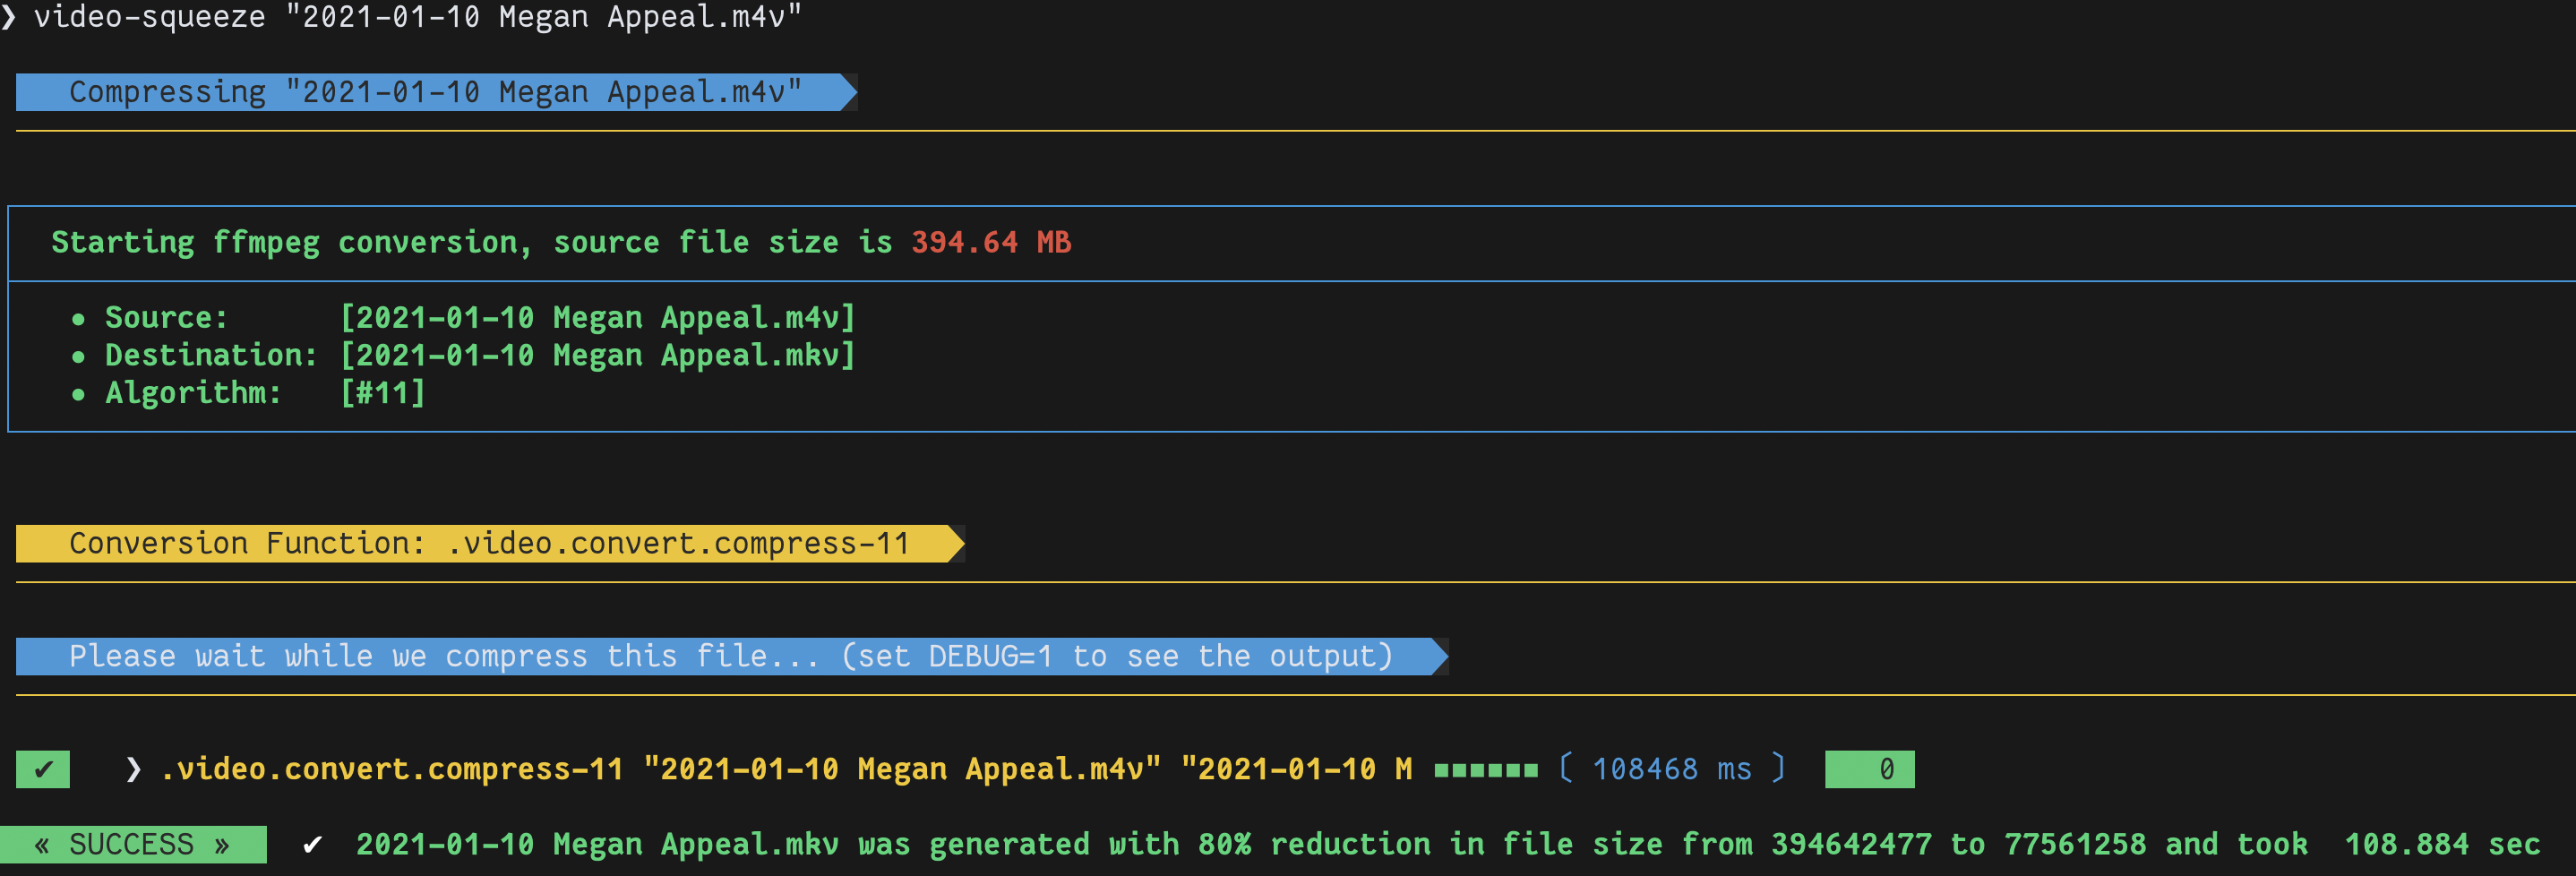 ❯ video-squeeze "2021-01-10 Megan Appeal.m4v"
Compressing "2021-01-10 Megan Appeal.m4v"
Starting ffmpeg conversion, source file size is 394.64 MB
• Source: [2021-01-10 Megan Appeal.m4v]
• Destination: [2021-01-10 Megan Appeal.mkv]
• Algorithm: [#11]
Conversion Function: .video.convert.compress-11
Please wait while we compress this file... (set DEBUG=1 to see the output)
✔ ❯ .video.convert.compress-11 "2021-01-10 Megan Appeal.m4v" "2021-01-10 M ■■■■■■ 〔 108468 ms 〕 0
« SUCCESS » ✔ 2021-01-10 Megan Appeal.mkv was generated with 80% reduction in file size from 394642477 to 77561258 and took 108.884 sec